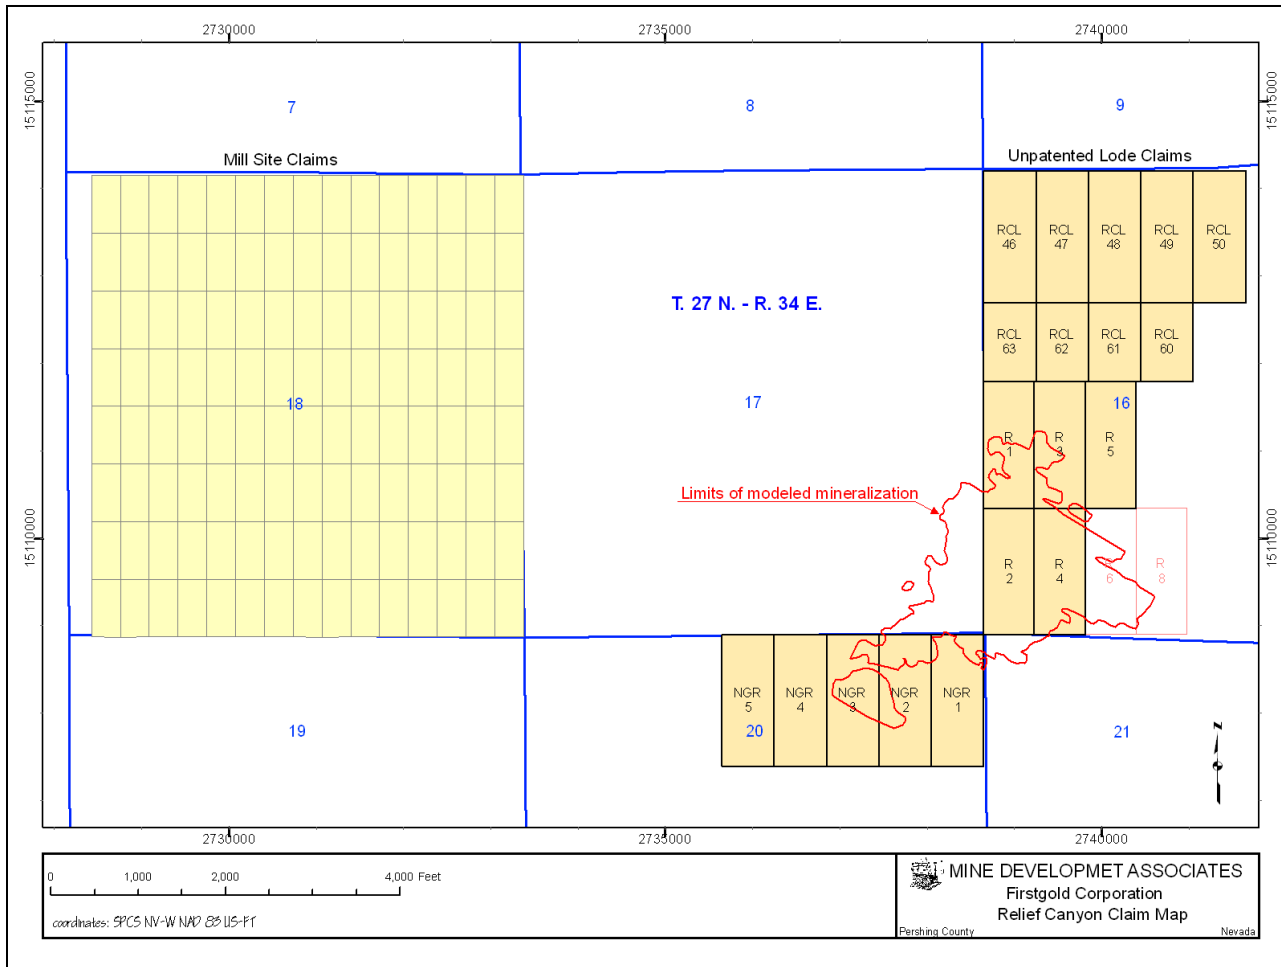 2730000
2735000
2740000
15115000
15115000
7
8
9
Mill Site Claims
Unpatented Lode Claims
RCL
46
RCL
47
RCL
48
RCL
49
RCL
50
T. 27 N. - R. 34 E.
RCL
63
RCL
62
RCL
61
RCL
60
18
17
16
R
1
R
3
R
5
Limits of modeled mineralization
15110000
15110000
R
2
R
4
6
R
8
NGR
5
NGR
4
NGR
3
NGR
2
NGR
1
19
20
21
z
2730000
2735000
2740000
0
1,000
2,000
4,000 Feet
coordinates: SPCS NV-W NAD 83 US-FT
MINE DEVELOPMET ASSOCIATES
Firstgold Corporation
Relief Canyon Claim Map
Pershing County
Nevada